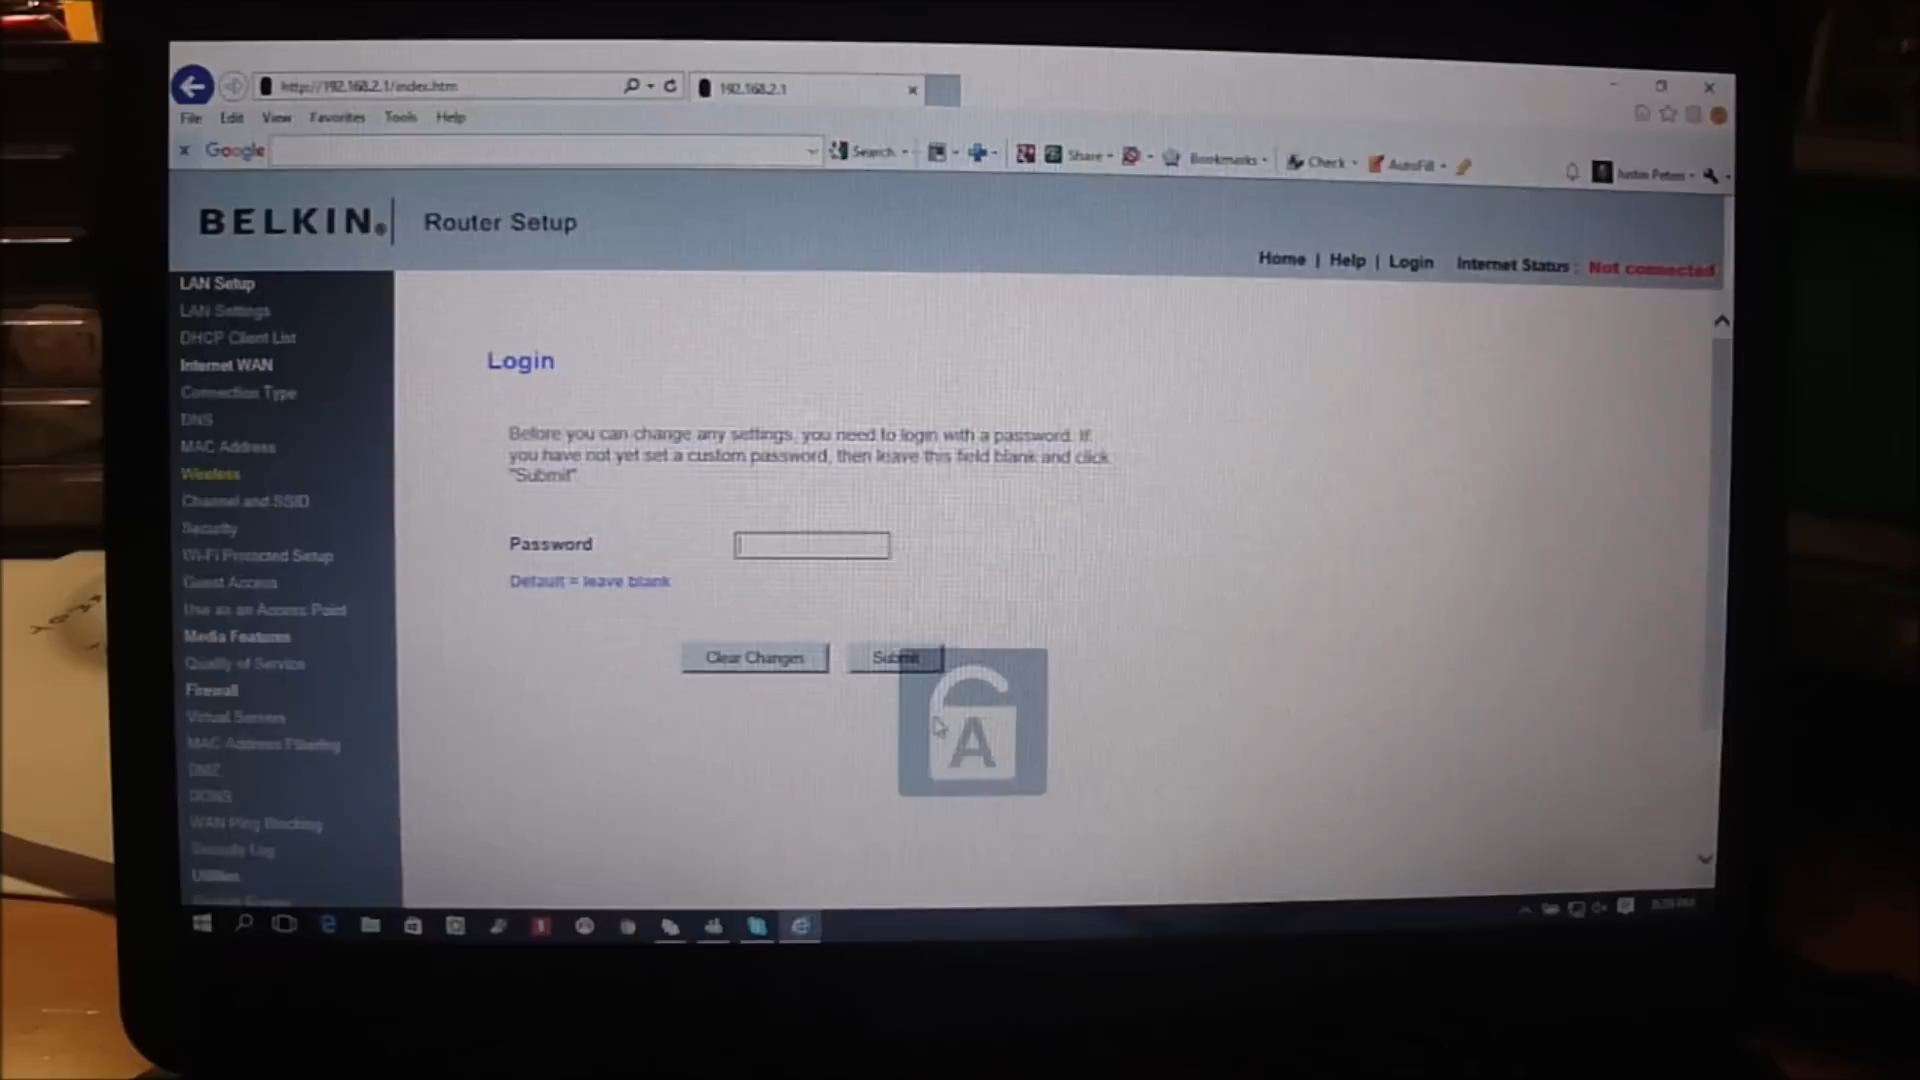 http://192.168.2.1/index.htm
192.168.2.1
File Edit View Favorites Tools Help
x Google Search Share Bookmarks Check AutoFill Justin Peters
BELKIN® Router Setup
Home | Help | Login Internet Status : Not connected
LAN Setup
LAN Settings
DHCP Client List
Internet WAN
Connection Type
DNS
MAC Address
Wireless
Channel and SSID
Security
Wi-Fi Protected Setup
Guest Access
Use as an Access Point
Media Features
Quality of Service
Firewall
Virtual Servers
MAC Address Filtering
DMZ
DDNS
WAN Ping Blocking
Security Log
Utilities
Login
Before you can change any settings, you need to login with a password. If
you have not yet set a custom password, then leave this field blank and click
"Submit"
Password
Default = leave blank
Clear Changes Submit
A